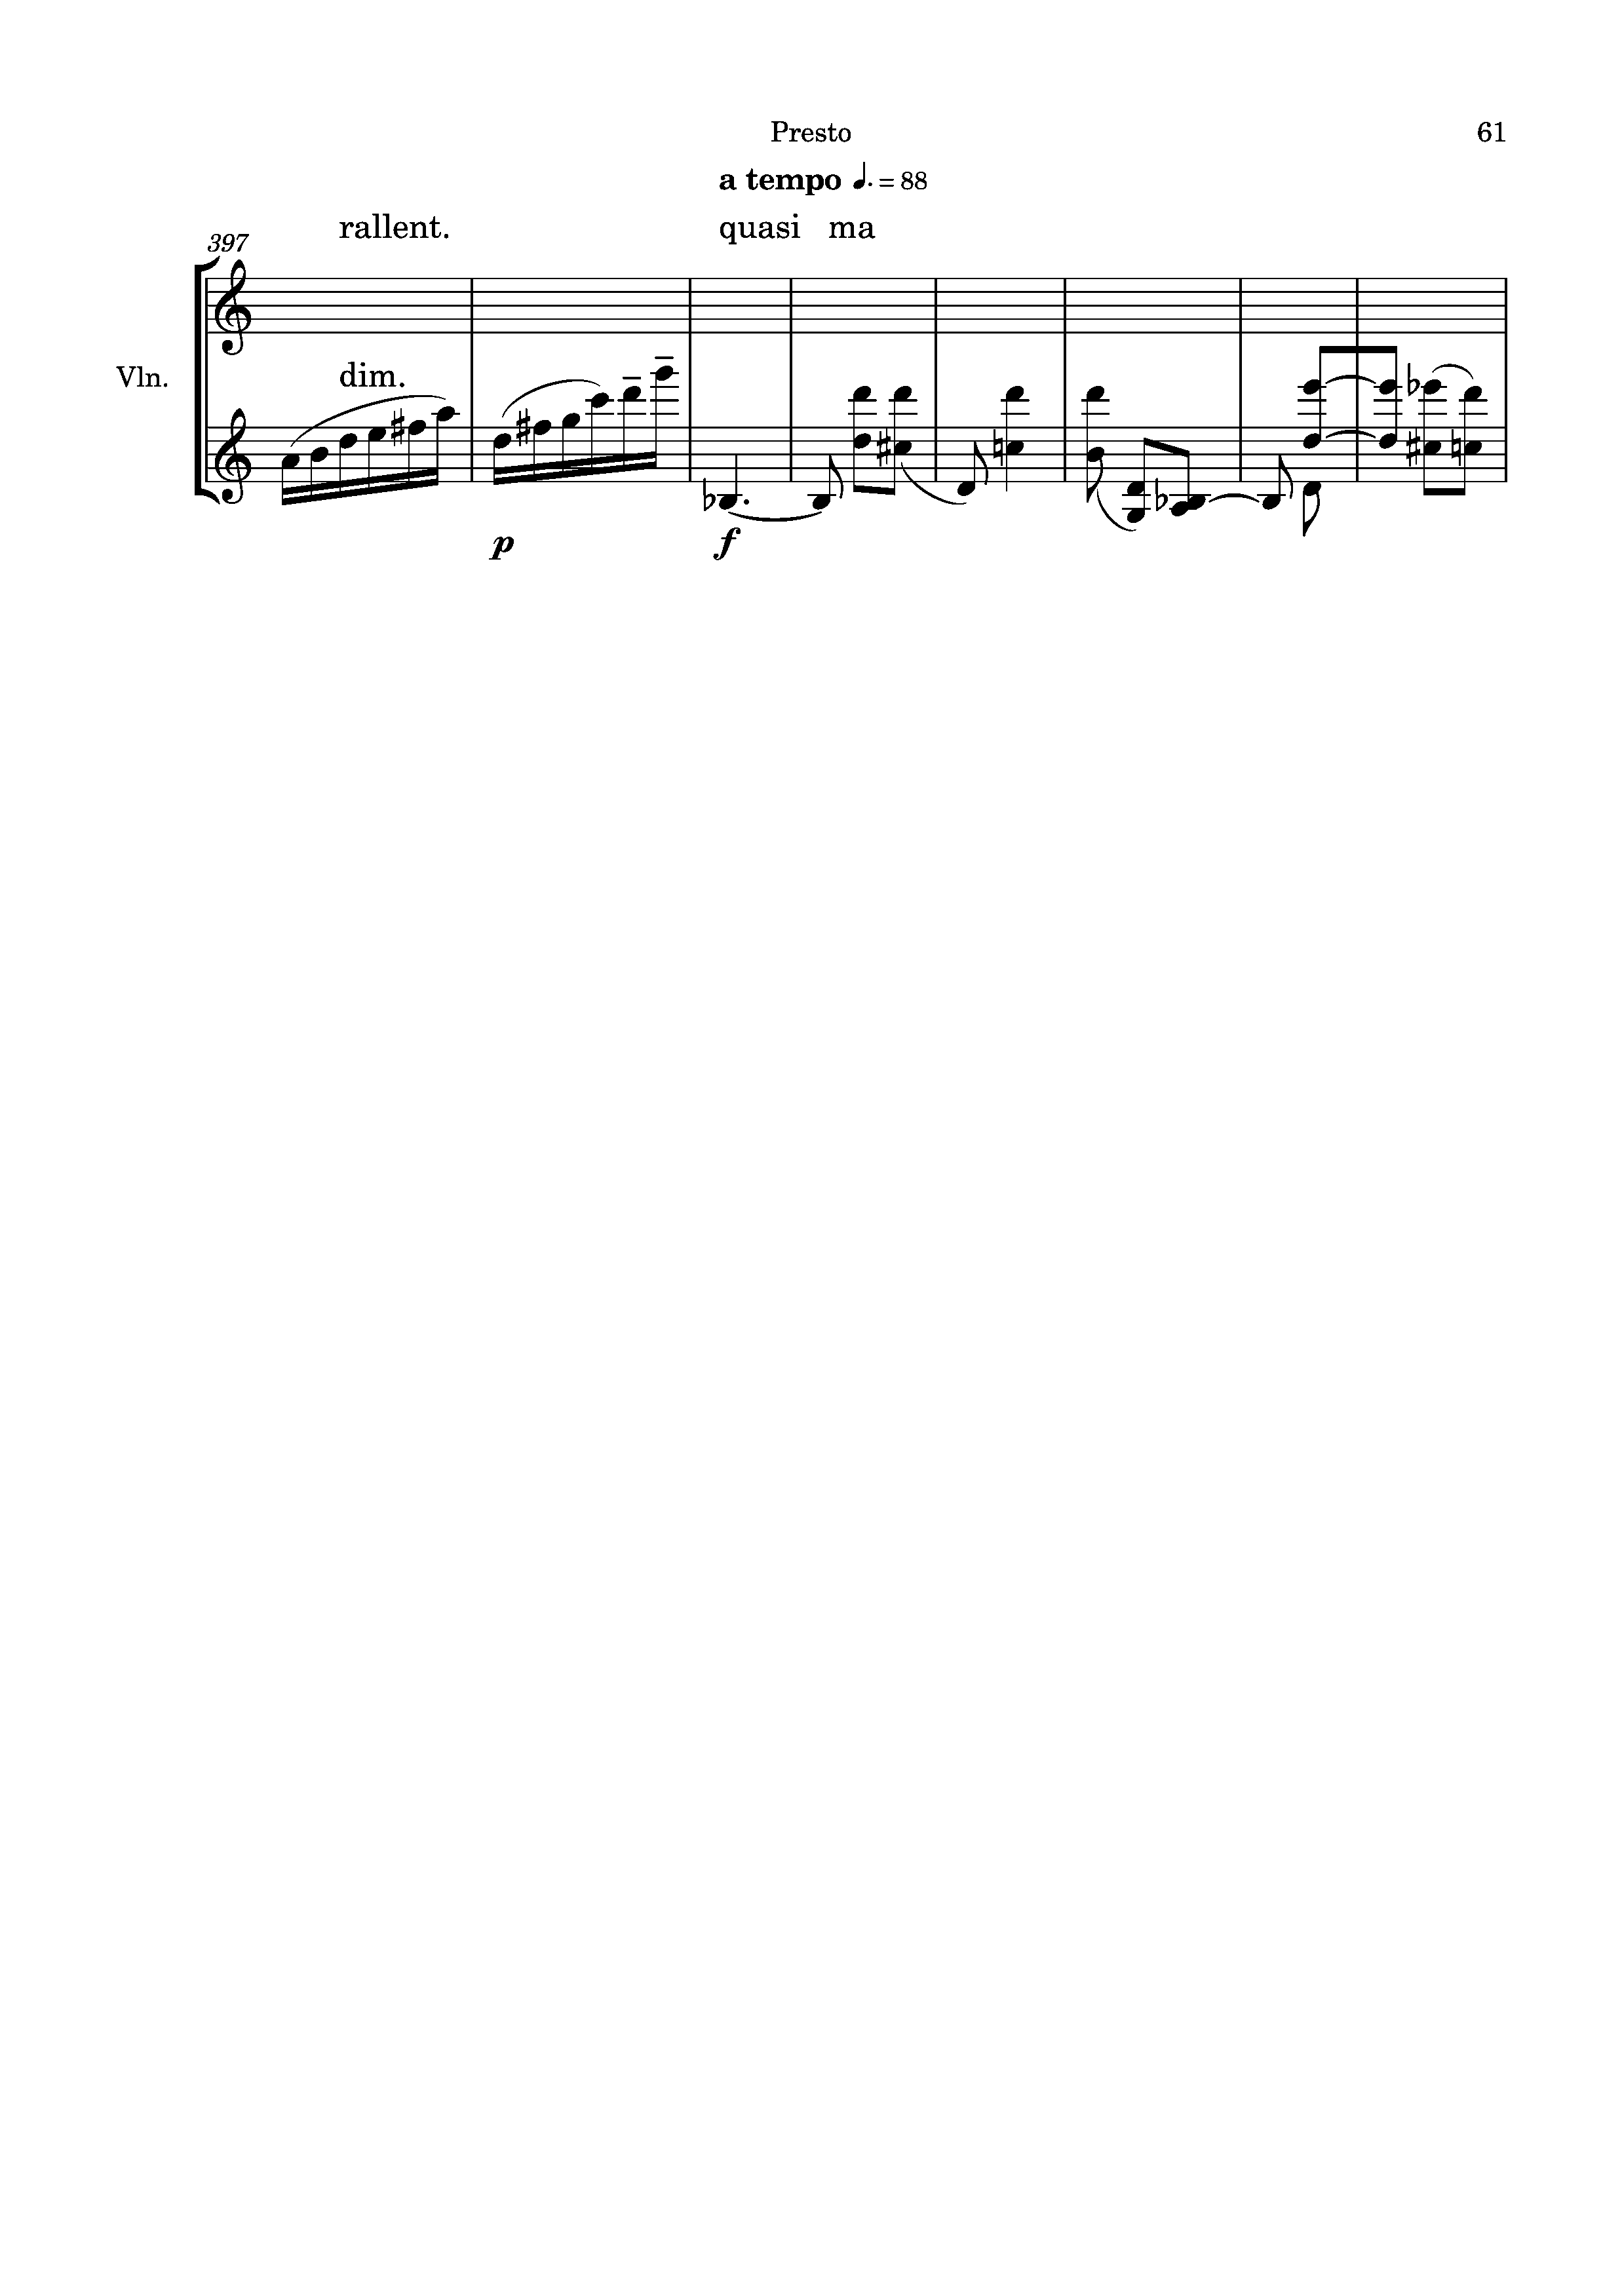 Presto 61
a tempo ♩. = 88
rallent. quasi ma
397
Vln.
dim.
p f